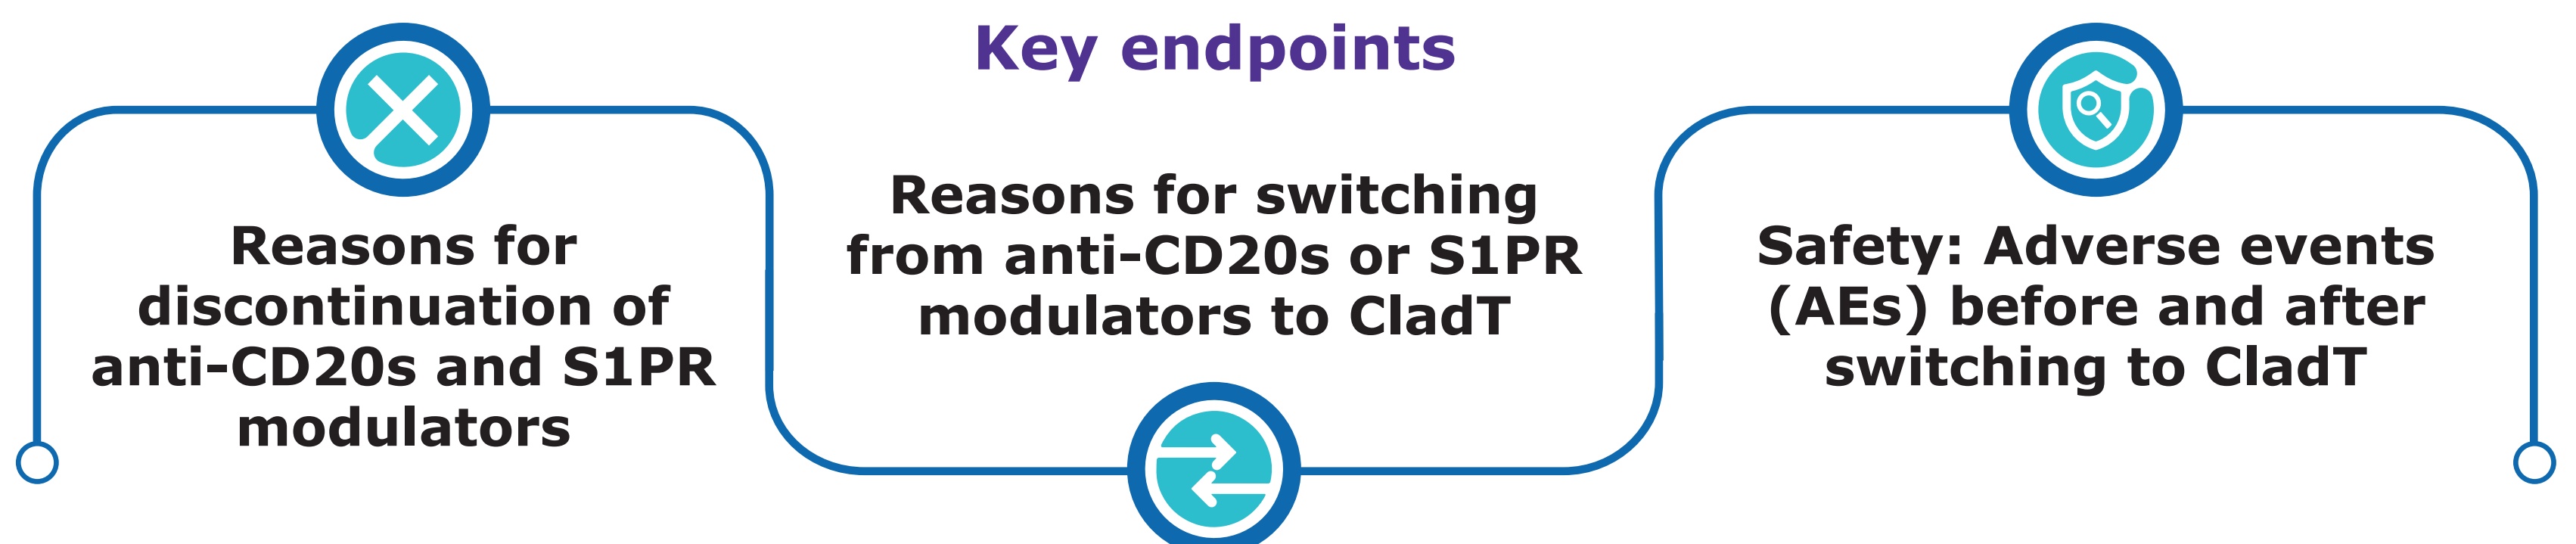 Key endpoints
Reasons for
discontinuation of
anti-CD20s and S1PR
modulators
Reasons for switching
from anti-CD20s or S1PR
modulators to CladT
Safety: Adverse events
(AEs) before and after
switching to CladT